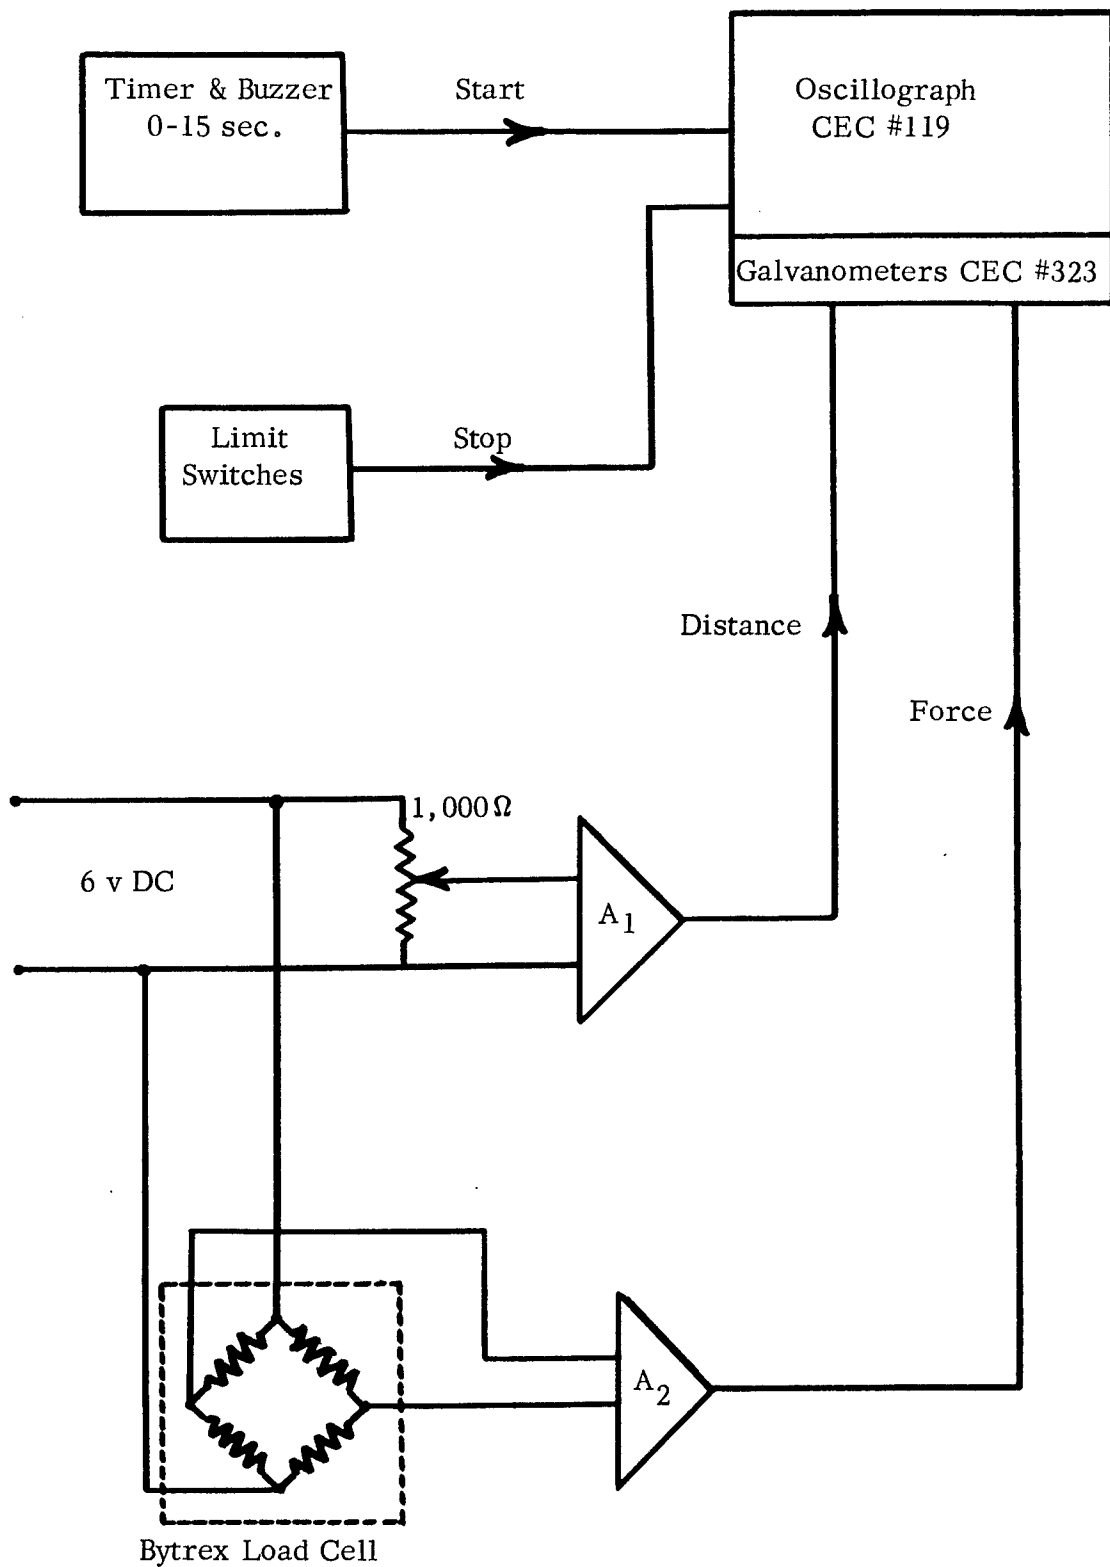 Timer & Buzzer
0-15 sec.
Start
Oscillograph
CEC #119
Galvanometers CEC #323
Limit
Switches
Stop
Distance
Force
1,000Ω
6 v DC
A1
A2
Bytrex Load Cell